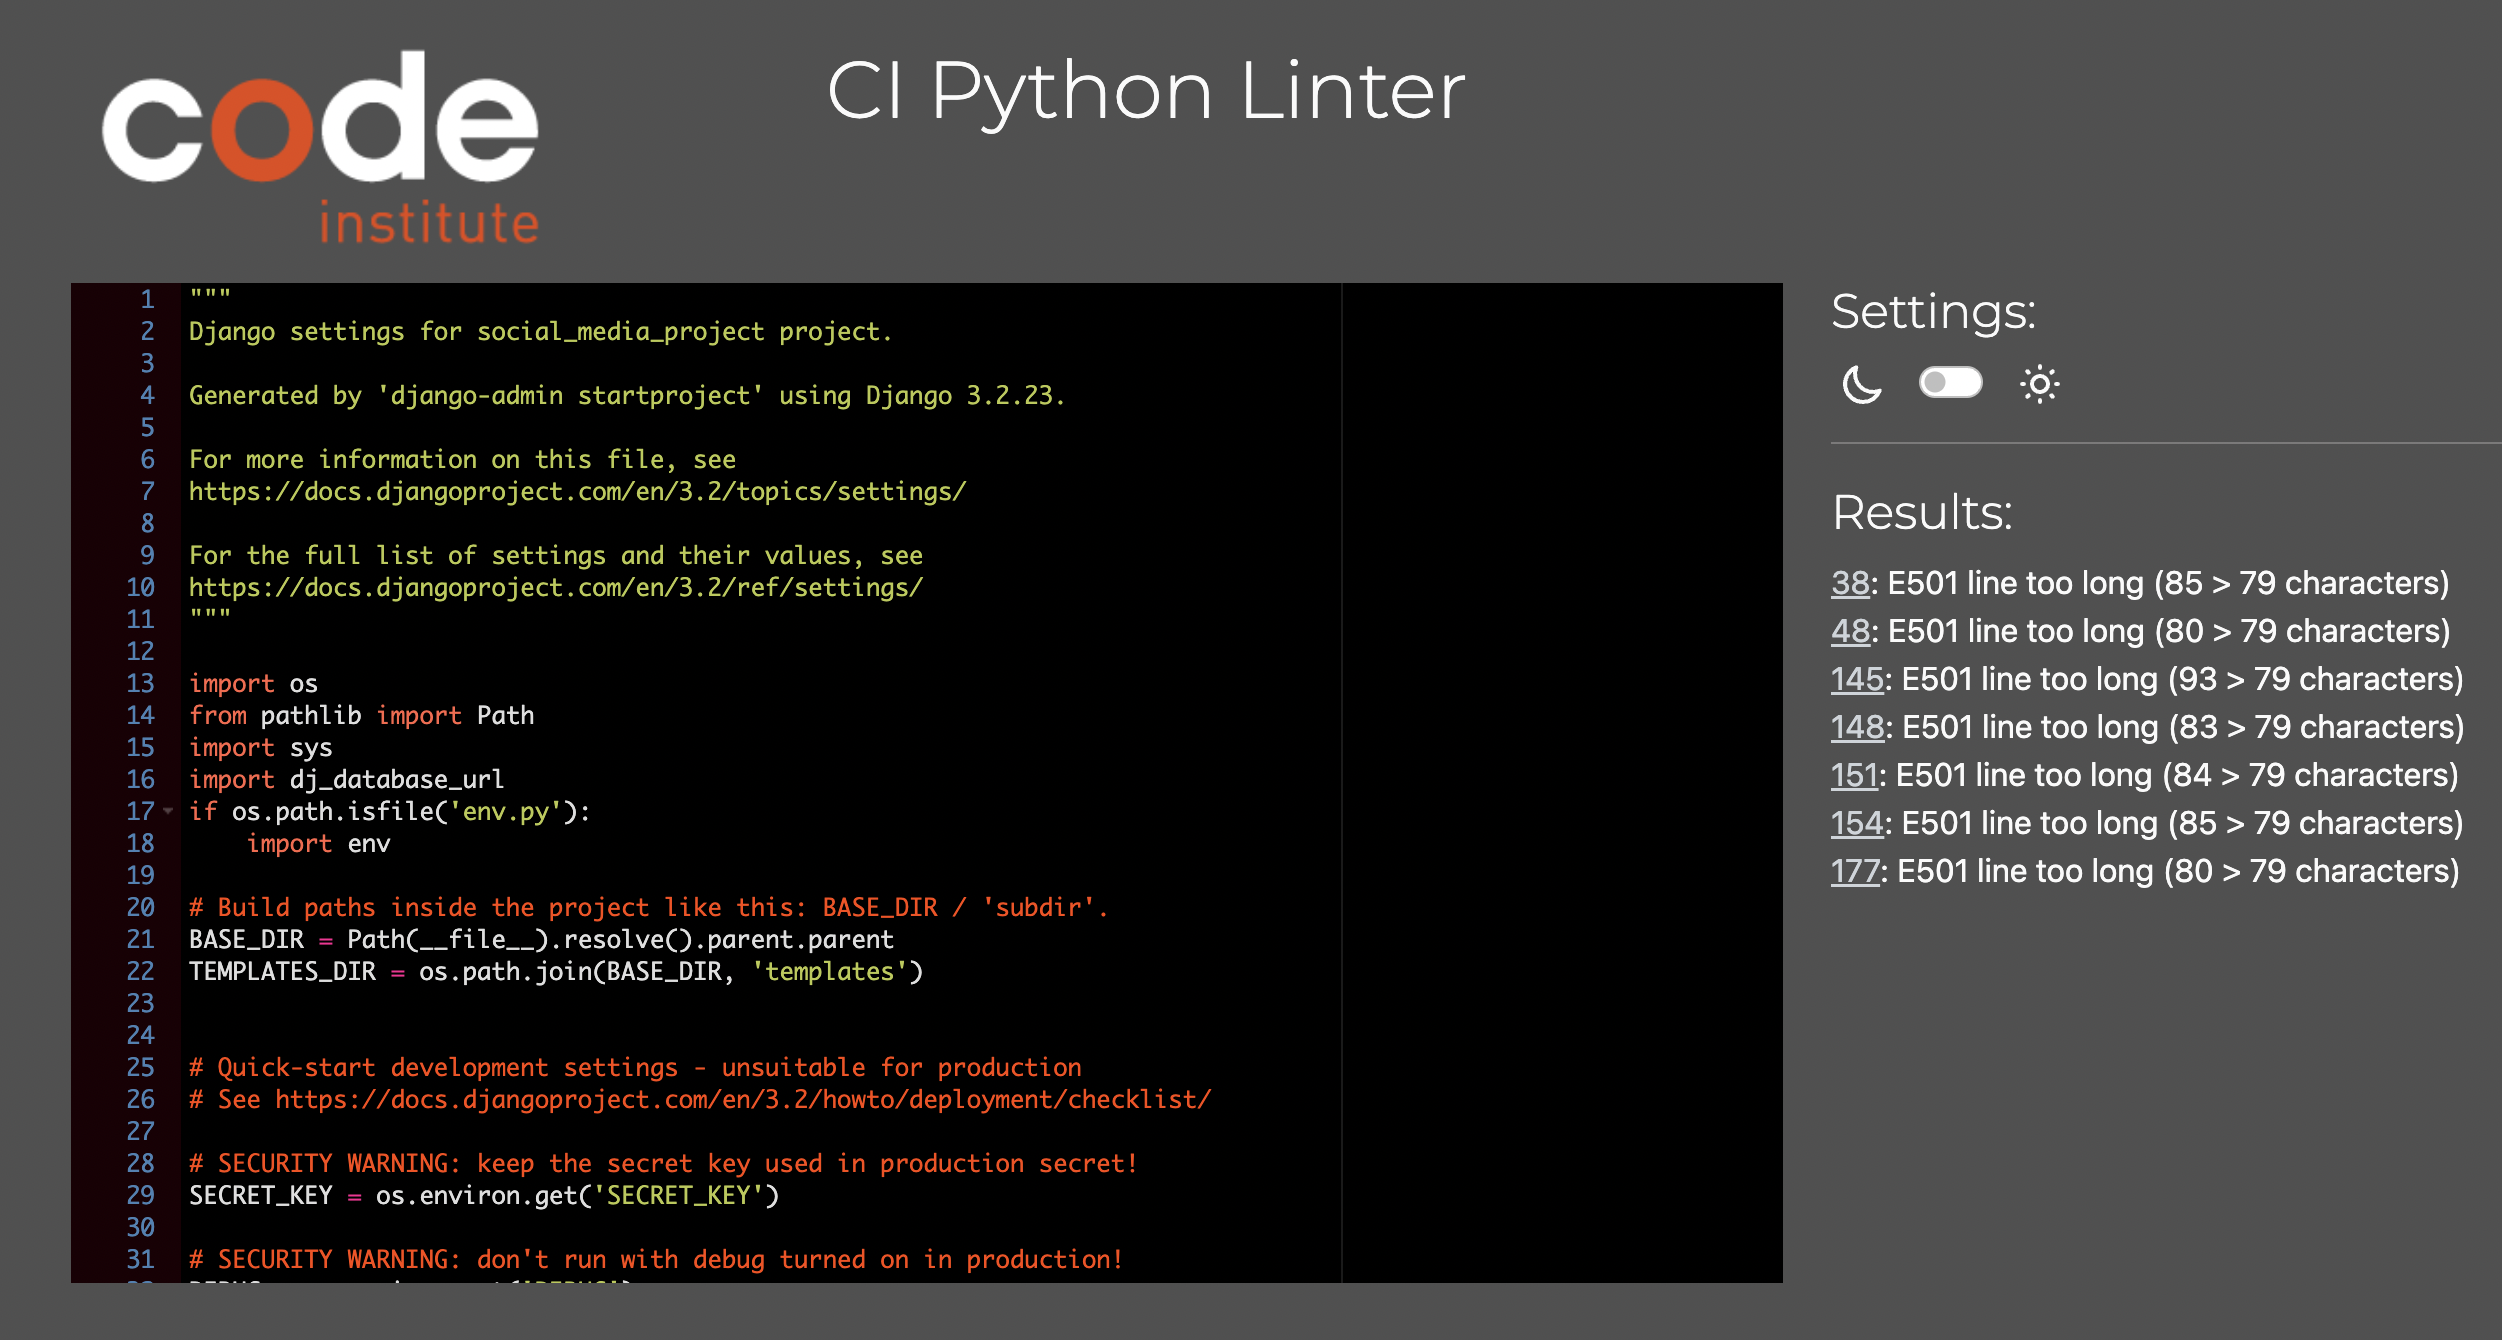 code
institute
CI Python Linter
1 """
2 Django settings for social_media_project project.
3
4 Generated by 'django-admin startproject' using Django 3.2.23.
5
6 For more information on this file, see
7 https://docs.djangoproject.com/en/3.2/topics/settings/
8
9 For the full list of settings and their values, see
10 https://docs.djangoproject.com/en/3.2/ref/settings/
11 """
12
13 import os
14 from pathlib import Path
15 import sys
16 import dj_database_url
17 if os.path.isfile('env.py'):
18     import env
19
20 # Build paths inside the project like this: BASE_DIR / 'subdir'.
21 BASE_DIR = Path(__file__).resolve().parent.parent
22 TEMPLATES_DIR = os.path.join(BASE_DIR, 'templates')
23
24
25 # Quick-start development settings - unsuitable for production
26 # See https://docs.djangoproject.com/en/3.2/howto/deployment/checklist/
27
28 # SECURITY WARNING: keep the secret key used in production secret!
29 SECRET_KEY = os.environ.get('SECRET_KEY')
30
31 # SECURITY WARNING: don't run with debug turned on in production!
Settings:
Results:
38: E501 line too long (85 > 79 characters)
48: E501 line too long (80 > 79 characters)
145: E501 line too long (93 > 79 characters)
148: E501 line too long (83 > 79 characters)
151: E501 line too long (84 > 79 characters)
154: E501 line too long (85 > 79 characters)
177: E501 line too long (80 > 79 characters)